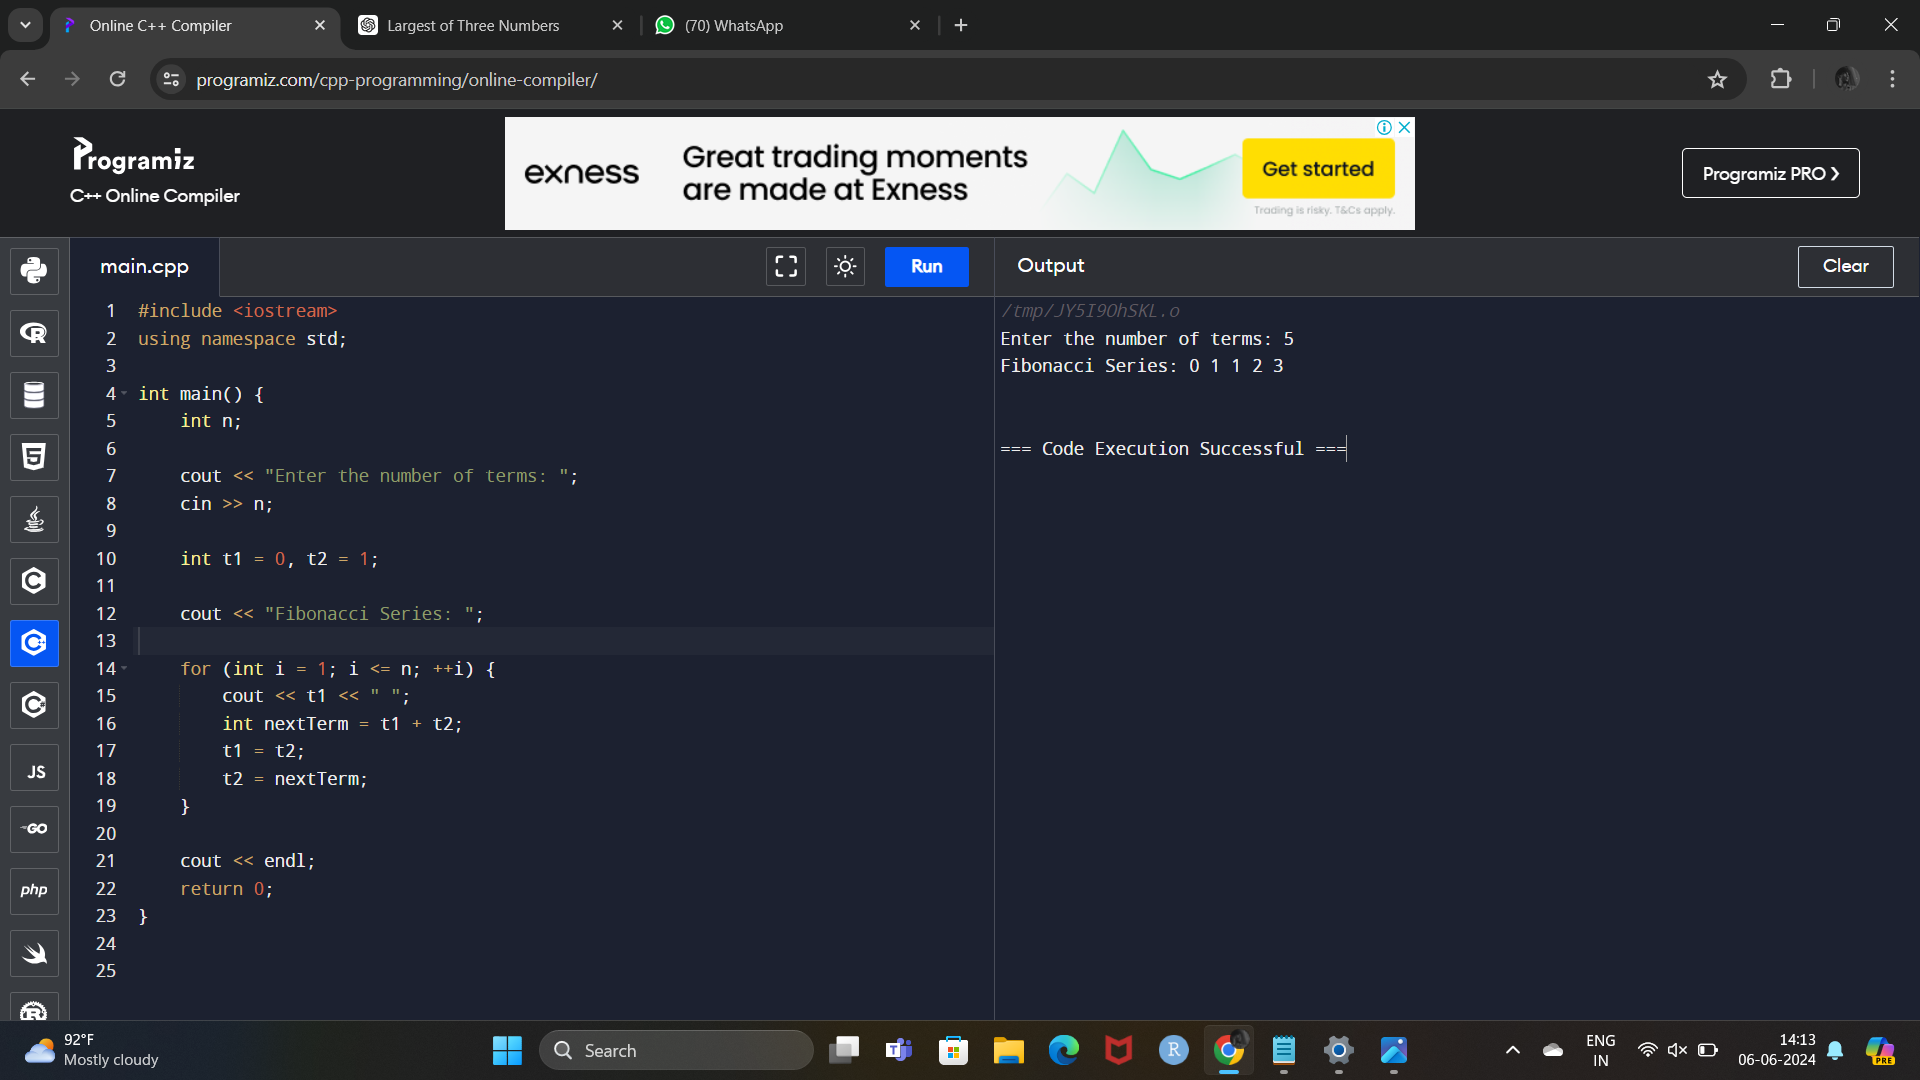 Online C++ Compiler
Largest of Three Numbers
(70) WhatsApp
programiz.com/cpp-programming/online-compiler/
Programiz
C++ Online Compiler
exness
Great trading moments
are made at Exness
Get started
Trading is risky. T&Cs apply.
Programiz PRO
main.cpp
Run
Output
Clear
1 #include <iostream>
2 using namespace std;
3
4 int main() {
5 int n;
6
7 cout << "Enter the number of terms: ";
8 cin >> n;
9
10 int t1 = 0, t2 = 1;
11
12 cout << "Fibonacci Series: ";
13
14 for (int i = 1; i <= n; ++i) {
15 cout << t1 << " ";
16 int nextTerm = t1 + t2;
17 t1 = t2;
18 t2 = nextTerm;
19 }
20
21 cout << endl;
22 return 0;
23 }
24
25
/tmp/JY5I9OhSKL.o
Enter the number of terms: 5
Fibonacci Series: 0 1 1 2 3
=== Code Execution Successful ===
JS
GO
php
92°F
Mostly cloudy
Search
ENG
IN
14:13
06-06-2024
PRE